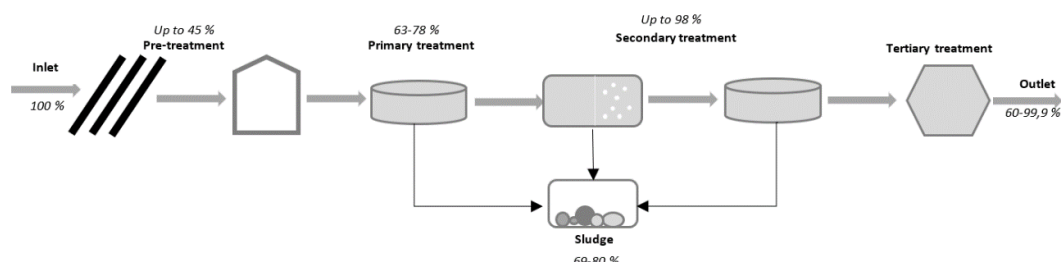 Inlet
100 %
Up to 45 %
Pre-treatment
63-78 %
Primary treatment
Up to 98 %
Secondary treatment
Tertiary treatment
Outlet
60-99,9 %
Sludge
69-80 %